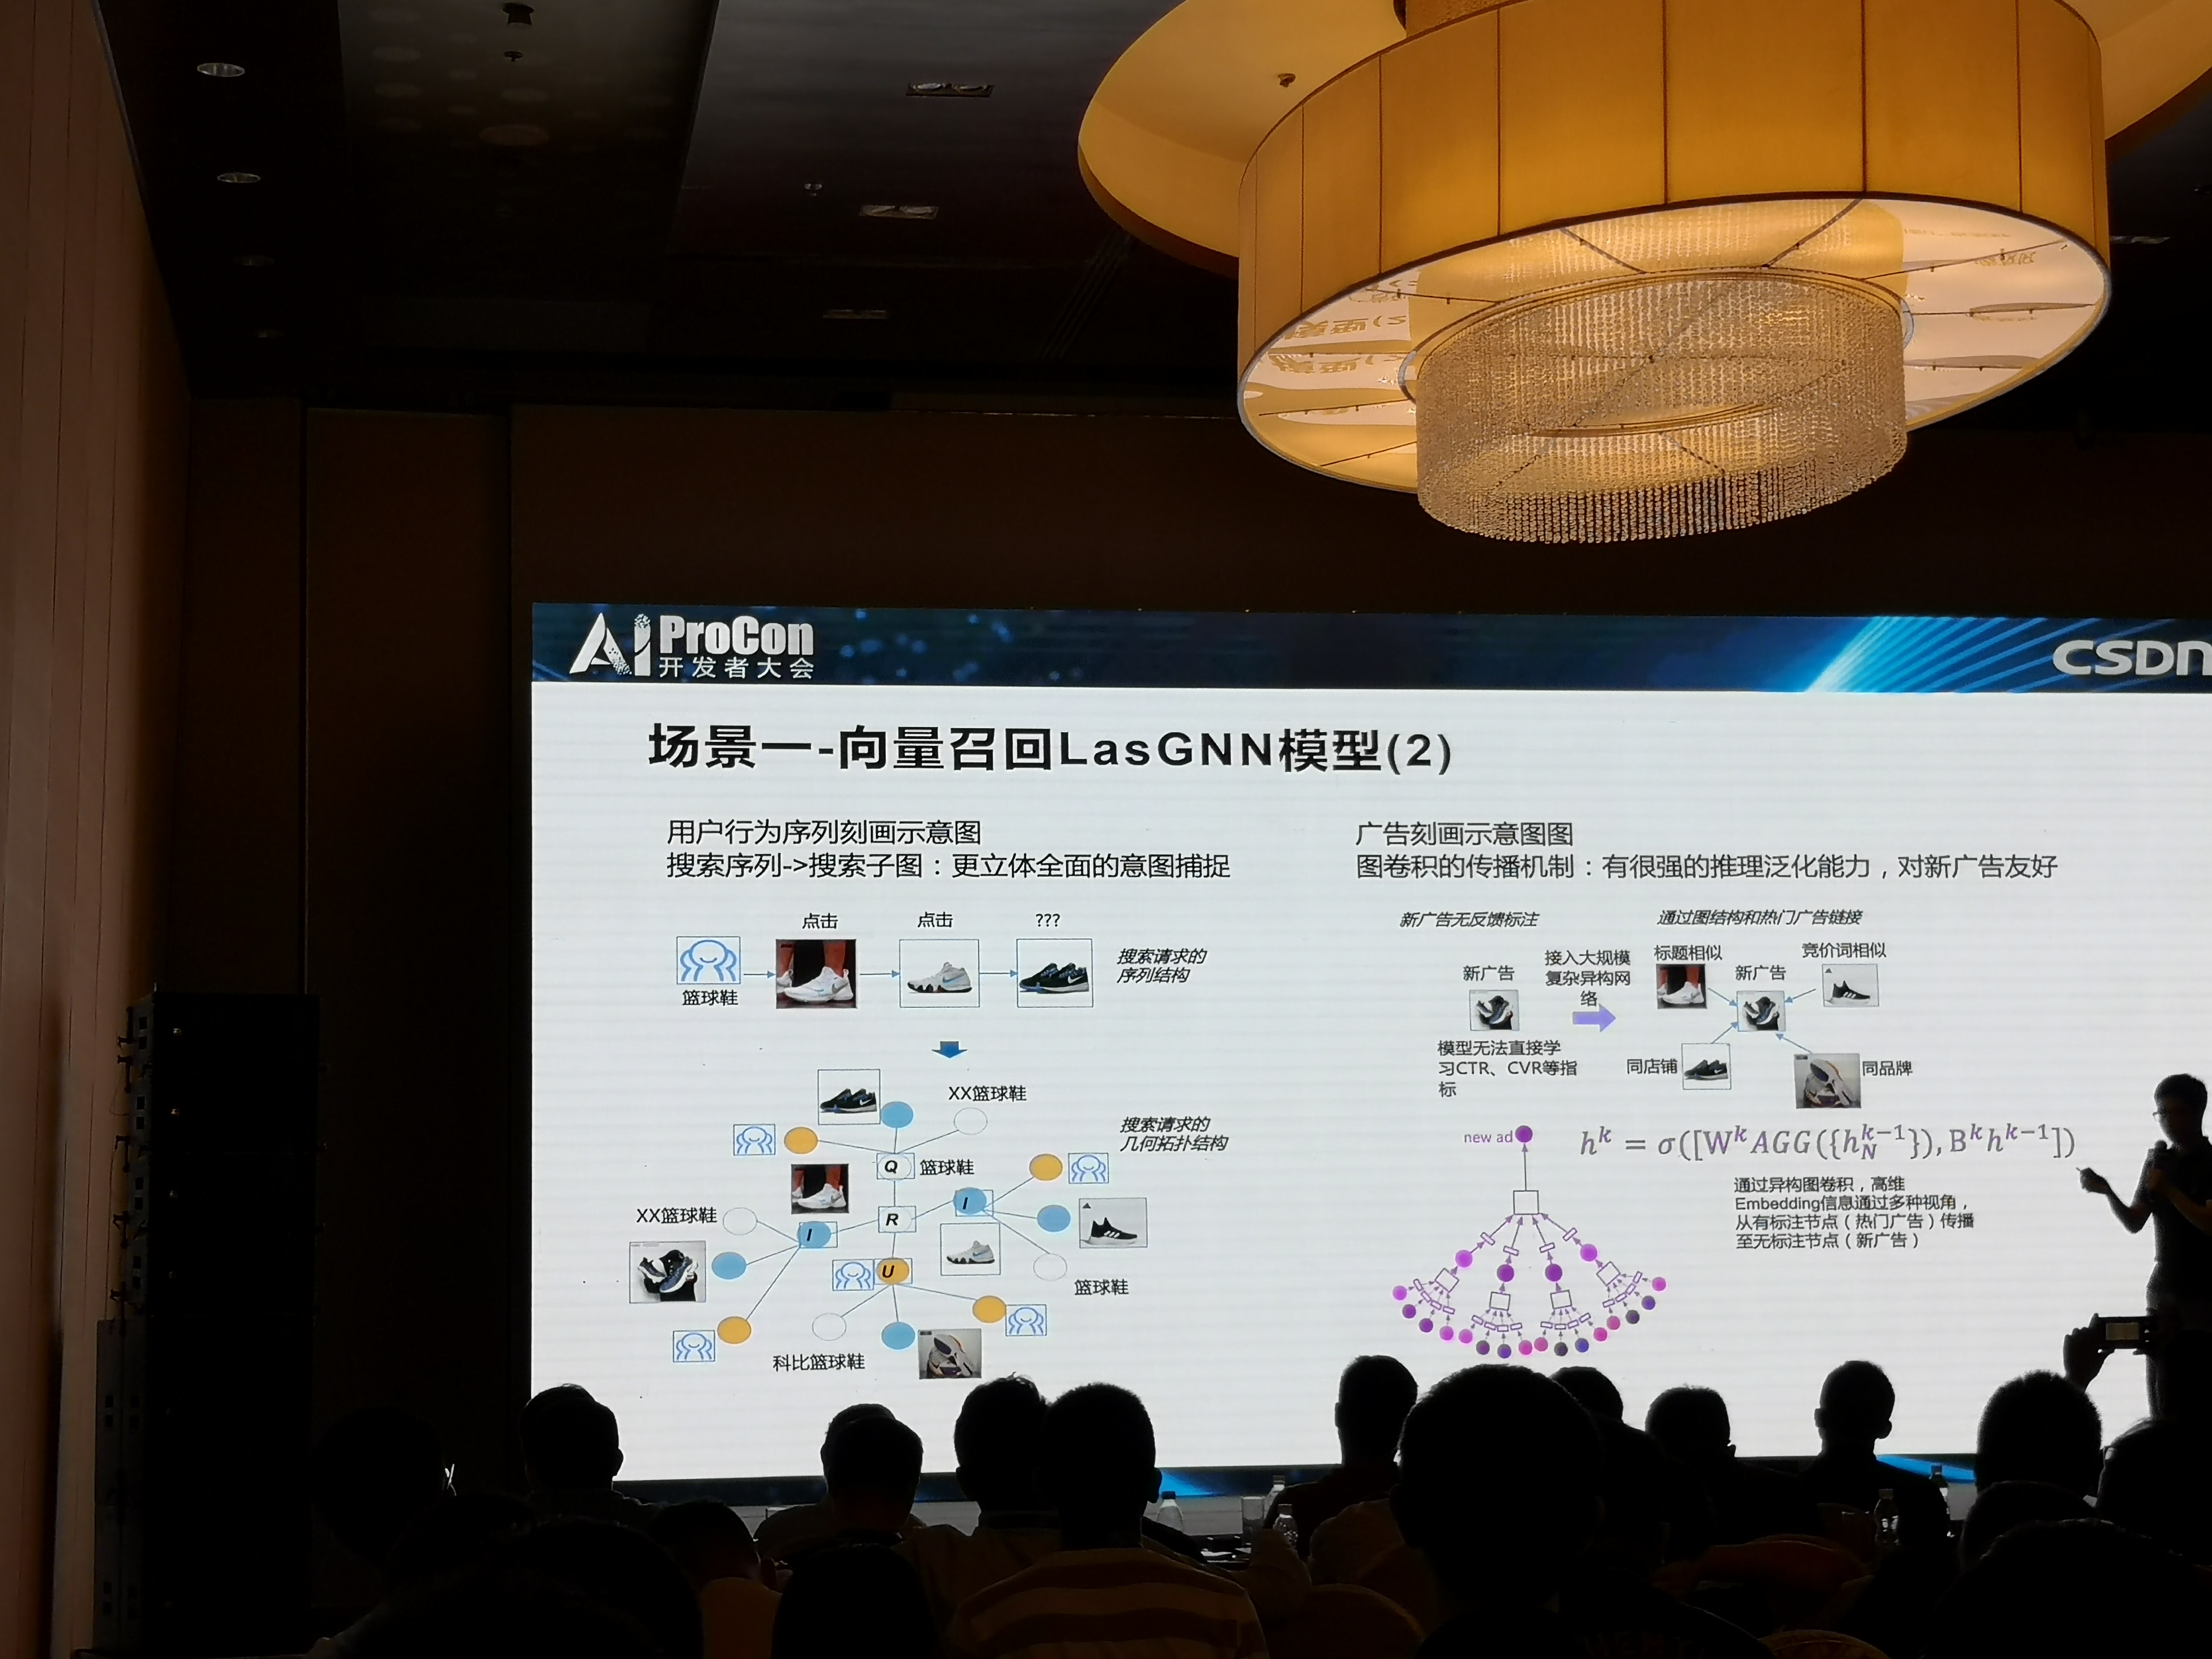 AI ProCon
开发者大会
CSDN
场景一-向量召回LasGNN模型(2)
用户行为序列刻画示意图
搜索序列->搜索子图：更立体全面的意图捕捉
点击
点击
???
篮球鞋
搜索请求的
序列结构
XX篮球鞋
搜索请求的
几何拓扑结构
Q
篮球鞋
XX篮球鞋
I
R
I
U
篮球鞋
科比篮球鞋
广告刻画示意图图
图卷积的传播机制：有很强的推理泛化能力，对新广告友好
新广告无反馈标注
通过图结构和热门广告链接
新广告
接入大规模
复杂异构网
络
标题相似
新广告
竞价词相似
模型无法直接学
习CTR、CVR等指
标
同店铺
同品牌
new ad
h^k = σ([W^k AGG({h_N^{k-1}}), B^k h^{k-1}])
通过异构图卷积，高维
Embedding信息通过多种视角，
从有标注节点（热门广告）传播
至无标注节点（新广告）